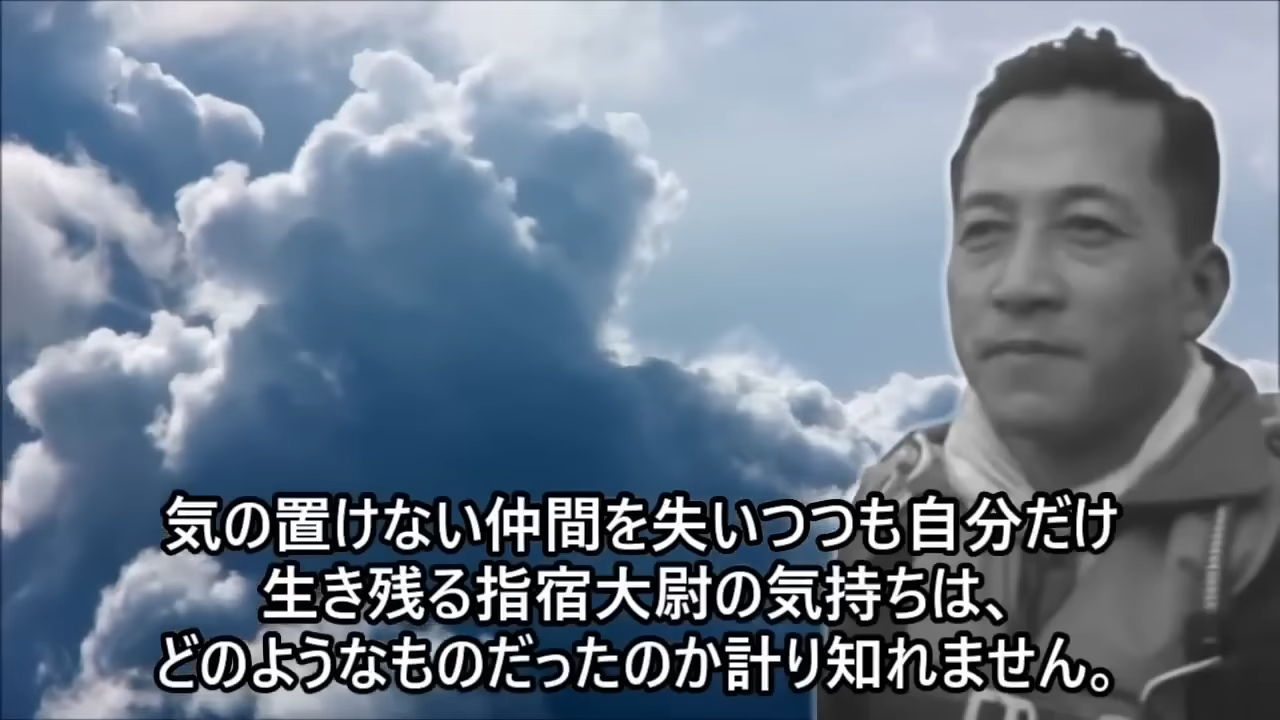 気の置けない仲間を失いつつも自分だけ
生き残る指宿大尉の気持ちは、
どのようなものだったのか計り知れません。